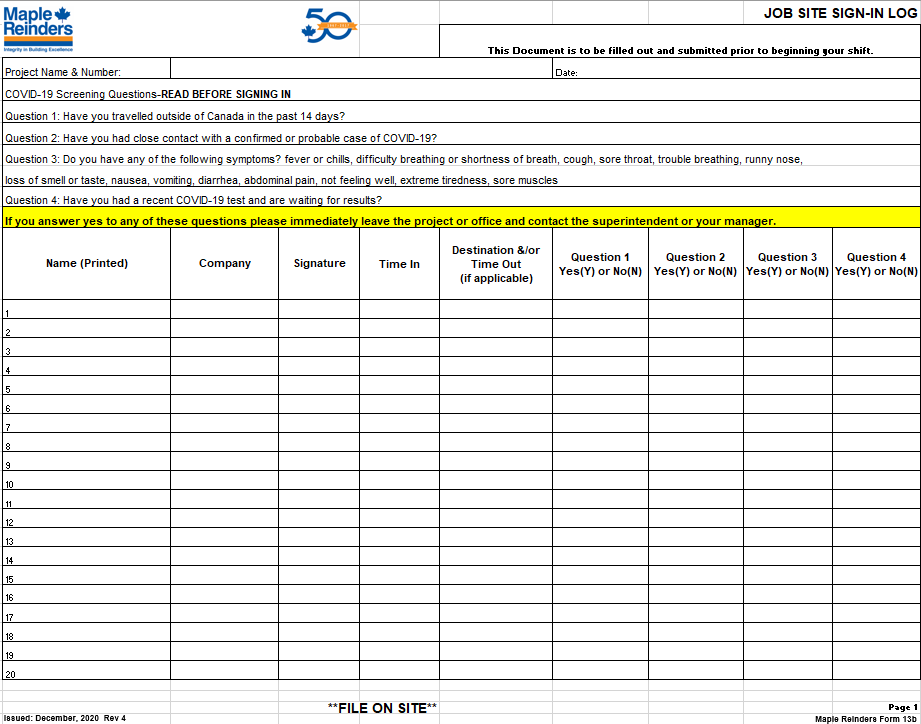 Maple
Reinders
Integrity in Building Excellence
50
JOB SITE SIGN-IN LOG
This Document is to be filled out and submitted prior to beginning your shift.
Project Name & Number:
Date:
COVID-19 Screening Questions-READ BEFORE SIGNING IN
Question 1: Have you travelled outside of Canada in the past 14 days?
Question 2: Have you had close contact with a confirmed or probable case of COVID-19?
Question 3: Do you have any of the following symptoms? fever or chills, difficulty breathing or shortness of breath, cough, sore throat, trouble breathing, runny nose,
loss of smell or taste, nausea, vomiting, diarrhea, abdominal pain, not feeling well, extreme tiredness, sore muscles
Question 4: Have you had a recent COVID-19 test and are waiting for results?
If you answer yes to any of these questions please immediately leave the project or office and contact the superintendent or your manager.
Name (Printed)
Company
Signature
Time In
Destination &/or
Time Out
(if applicable)
Question 1
Yes(Y) or No(N)
Question 2
Yes(Y) or No(N)
Question 3
Yes(Y) or No(N)
Question 4
Yes(Y) or No(N)
1
2
3
4
5
6
7
8
9
10
11
12
13
14
15
16
17
18
19
20
**FILE ON SITE**
Page 1
Issued: December, 2020 Rev 4
Maple Reinders Form 13b